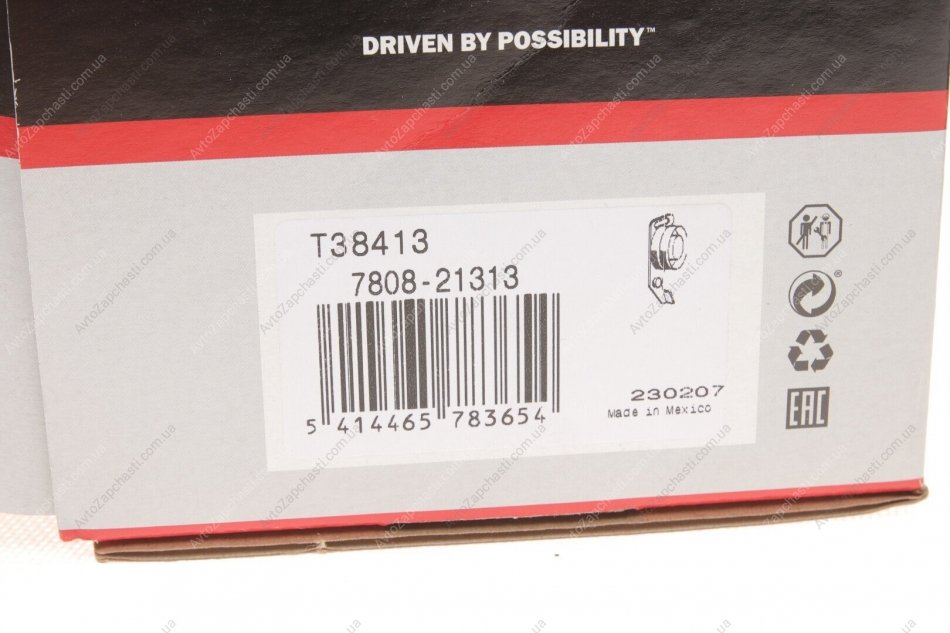 DRIVEN BY POSSIBILITY™
T38413
7808-21313
5 414465 783654
230207
Made in Mexico
®
EAC
AvtoZapchasti.com.ua